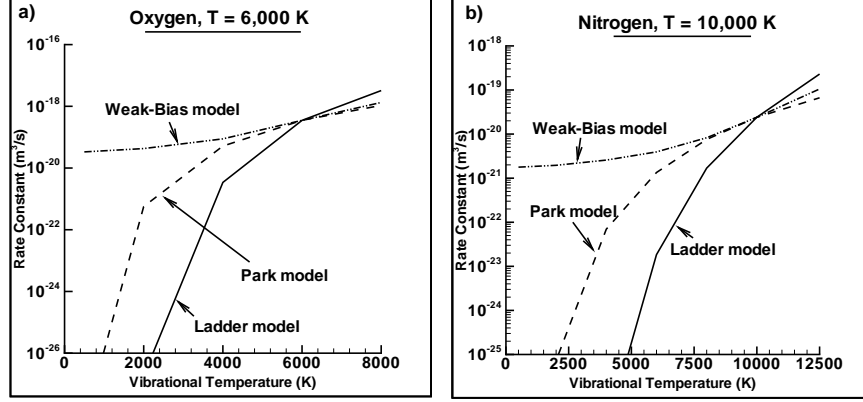 a)
Oxygen, T = 6,000 K
Rate Constant (m³/s)
10⁻¹⁶
10⁻¹⁸
10⁻²⁰
10⁻²²
10⁻²⁴
10⁻²⁶
Weak-Bias model
Park model
Ladder model
0 2000 4000 6000 8000
Vibrational Temperature (K)
b)
Nitrogen, T = 10,000 K
Rate Constant (m³/s)
10⁻¹⁸
10⁻¹⁹
10⁻²⁰
10⁻²¹
10⁻²²
10⁻²³
10⁻²⁴
10⁻²⁵
Weak-Bias model
Park model
Ladder model
0 2500 5000 7500 10000 12500
Vibrational Temperature (K)